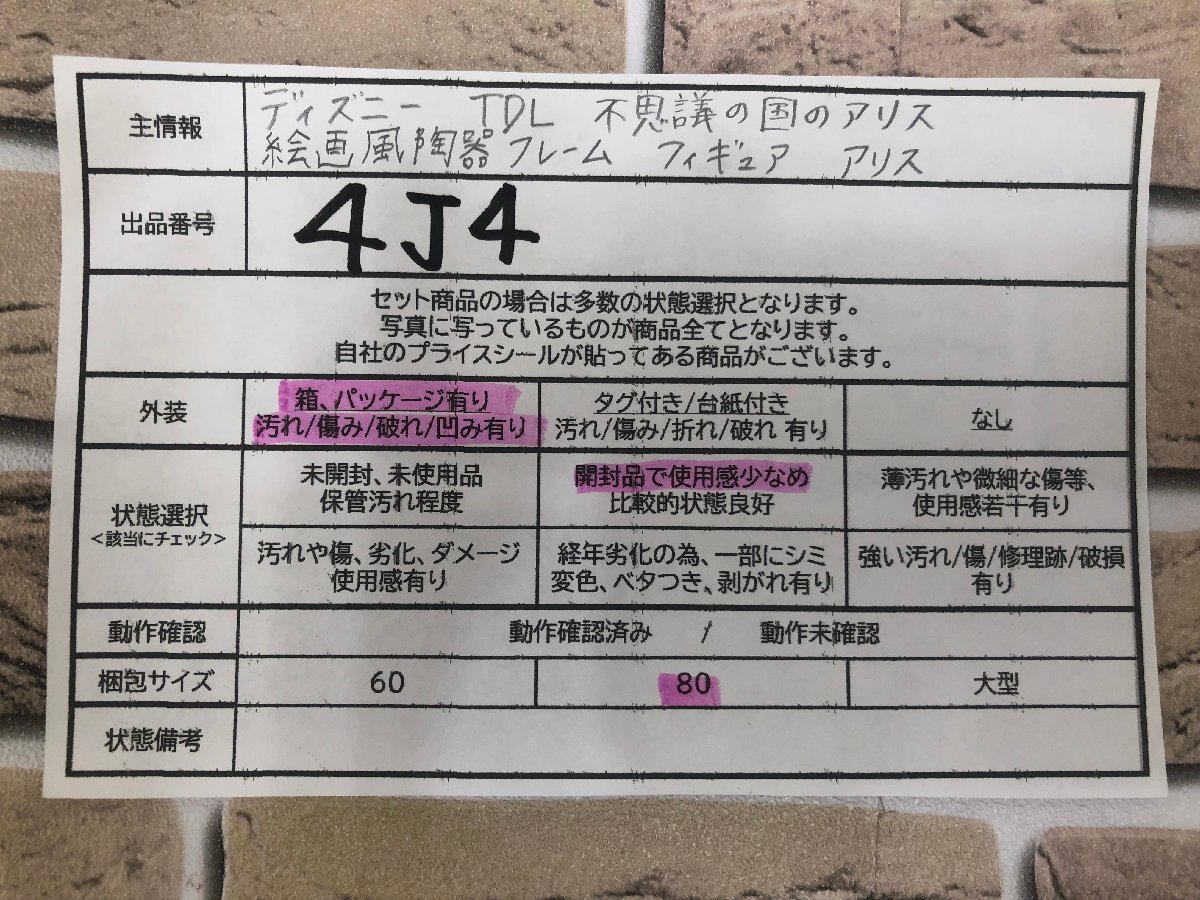 主情報
ディズニー TDL 不思議の国のアリス
絵画風陶器フレーム フィギュア アリス
出品番号
4J4
セット商品の場合は多数の状態選択となります。
写真に写っているものが商品全てとなります。
自社のプライスシールが貼ってある商品がございます。
外装
箱、パッケージ有り
汚れ/傷み/破れ/凹み有り
タグ付き/台紙付き
汚れ/傷み/折れ/破れ 有り
なし
状態選択
<該当にチェック>
未開封、未使用品
保管汚れ程度
開封品で使用感少なめ
比較的状態良好
薄汚れや微細な傷等、
使用感若干有り
汚れや傷、劣化、ダメージ
使用感有り
経年劣化の為、一部にシミ
変色、ベタつき、剥がれ有り
強い汚れ/傷/修理跡/破損
有り
動作確認
動作確認済み / 動作未確認
梱包サイズ
60
80
大型
状態備考